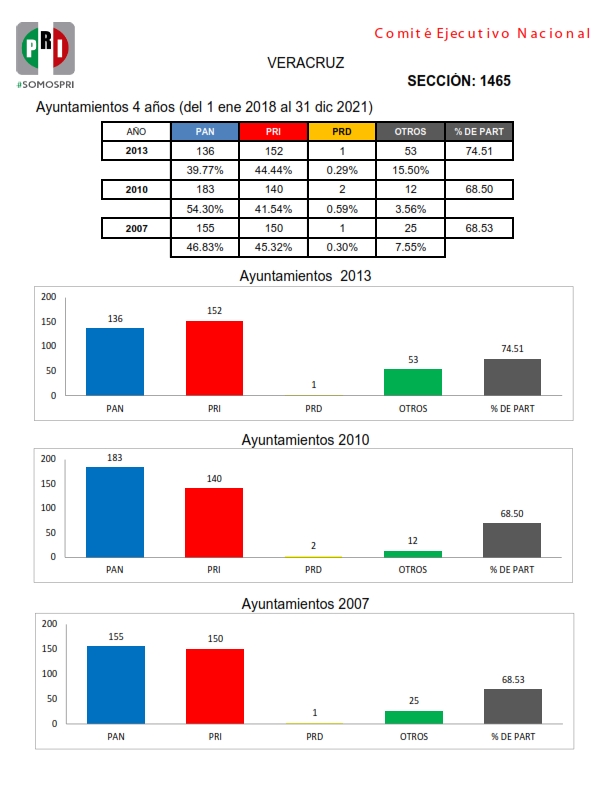 Comité Ejecutivo Nacional
PRI
#SOMOSPRI
VERACRUZ
SECCIÓN: 1465
Ayuntamientos 4 años (del 1 ene 2018 al 31 dic 2021)
AÑO PAN PRI PRD OTROS % DE PART
2013 136 152 1 53 74.51
39.77% 44.44% 0.29% 15.50%
2010 183 140 2 12 68.50
54.30% 41.54% 0.59% 3.56%
2007 155 150 1 25 68.53
46.83% 45.32% 0.30% 7.55%
Ayuntamientos 2013
200
150
100
50
0
136
152
1
53
74.51
PAN PRI PRD OTROS % DE PART
Ayuntamientos 2010
200
150
100
50
0
183
140
2
12
68.50
PAN PRI PRD OTROS % DE PART
Ayuntamientos 2007
200
150
100
50
0
155
150
1
25
68.53
PAN PRI PRD OTROS % DE PART